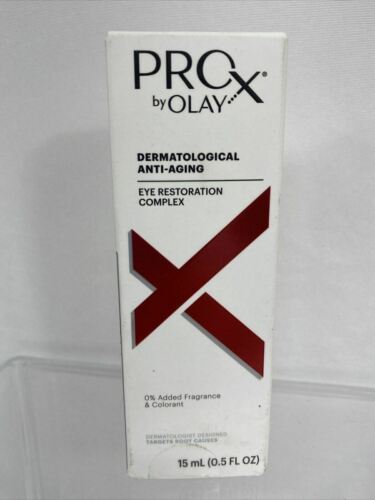 PROX®
by OLAY
DERMATOLOGICAL
ANTI-AGING
EYE RESTORATION
COMPLEX
0% Added Fragrance
& Colorant
DERMATOLOGIST DESIGNED
TARGETS ROOT CAUSES
15 mL (0.5 FL OZ)